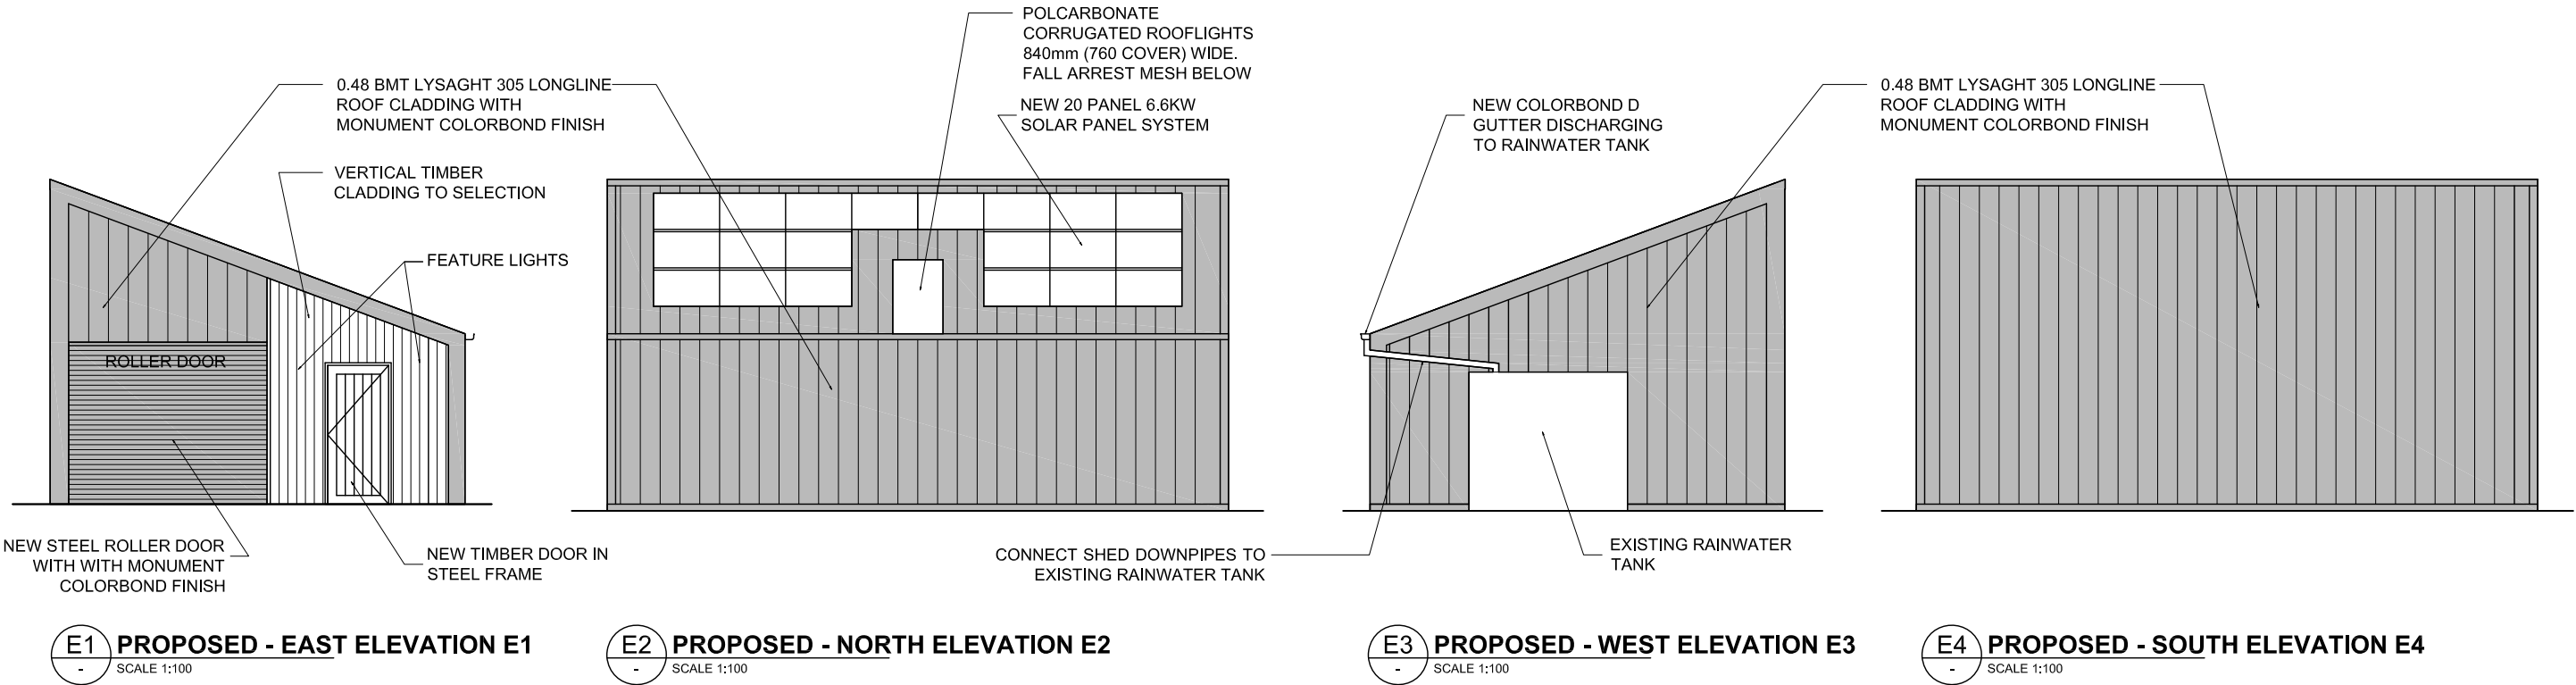 POLCARBONATE
CORRUGATED ROOFLIGHTS
840mm (760 COVER) WIDE.
FALL ARREST MESH BELOW
0.48 BMT LYSAGHT 305 LONGLINE
ROOF CLADDING WITH
MONUMENT COLORBOND FINISH
NEW 20 PANEL 6.6KW
SOLAR PANEL SYSTEM
NEW COLORBOND D
GUTTER DISCHARGING
TO RAINWATER TANK
0.48 BMT LYSAGHT 305 LONGLINE
ROOF CLADDING WITH
MONUMENT COLORBOND FINISH
VERTICAL TIMBER
CLADDING TO SELECTION
FEATURE LIGHTS
ROLLER DOOR
NEW STEEL ROLLER DOOR
WITH WITH MONUMENT
COLORBOND FINISH
NEW TIMBER DOOR IN
STEEL FRAME
CONNECT SHED DOWNPIPES TO
EXISTING RAINWATER TANK
EXISTING RAINWATER
TANK
E1 PROPOSED - EAST ELEVATION E1
- SCALE 1:100
E2 PROPOSED - NORTH ELEVATION E2
- SCALE 1:100
E3 PROPOSED - WEST ELEVATION E3
- SCALE 1:100
E4 PROPOSED - SOUTH ELEVATION E4
- SCALE 1:100